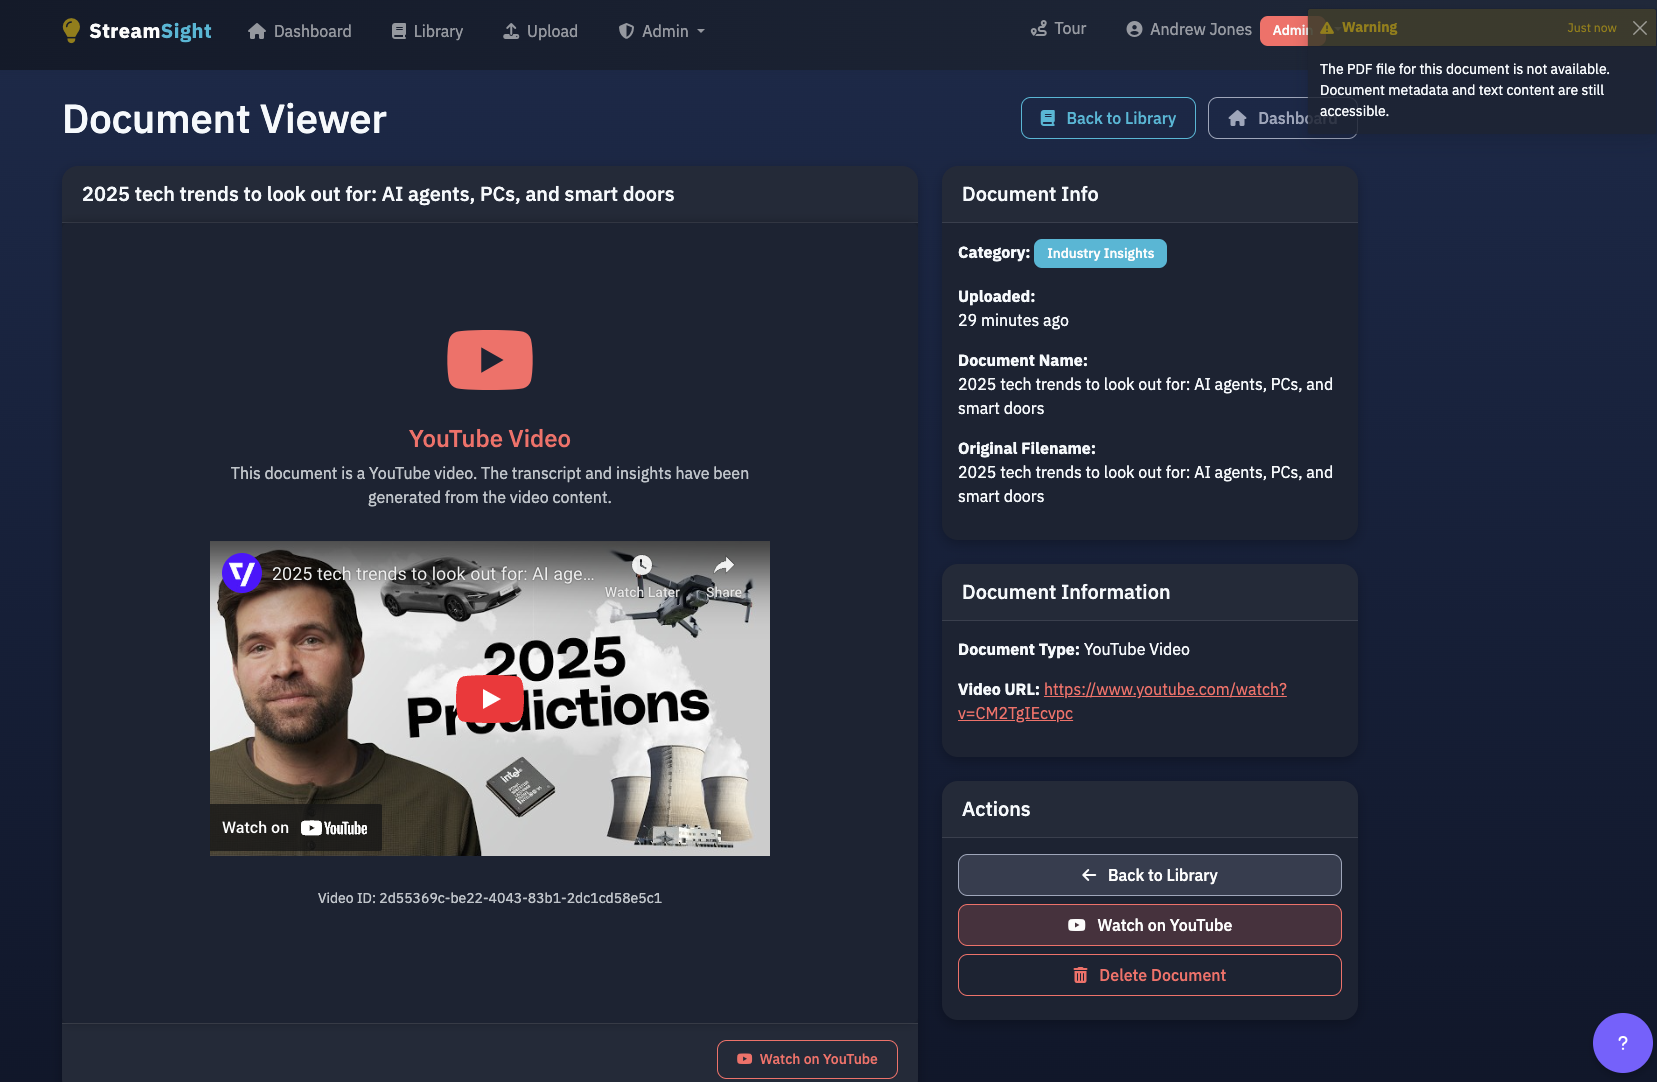 StreamSight
Dashboard
Library
Upload
Admin
Tour
Andrew Jones
Admin
Warning
Just now
The PDF file for this document is not available.
Document metadata and text content are still
accessible.
Document Viewer
Back to Library
Dashboard
2025 tech trends to look out for: AI agents, PCs, and smart doors
YouTube Video
This document is a YouTube video. The transcript and insights have been
generated from the video content.
2025 tech trends to look out for: AI age...
Watch Later
Share
2025
Predictions
intel
Watch on YouTube
Video ID: 2d55369c-be22-4043-83b1-2dc1cd58e5c1
Watch on YouTube
Document Info
Category: Industry Insights
Uploaded:
29 minutes ago
Document Name:
2025 tech trends to look out for: AI agents, PCs, and
smart doors
Original Filename:
2025 tech trends to look out for: AI agents, PCs, and
smart doors
Document Information
Document Type: YouTube Video
Video URL: https://www.youtube.com/watch?
v=CM2TgIEcvpc
Actions
Back to Library
Watch on YouTube
Delete Document
?